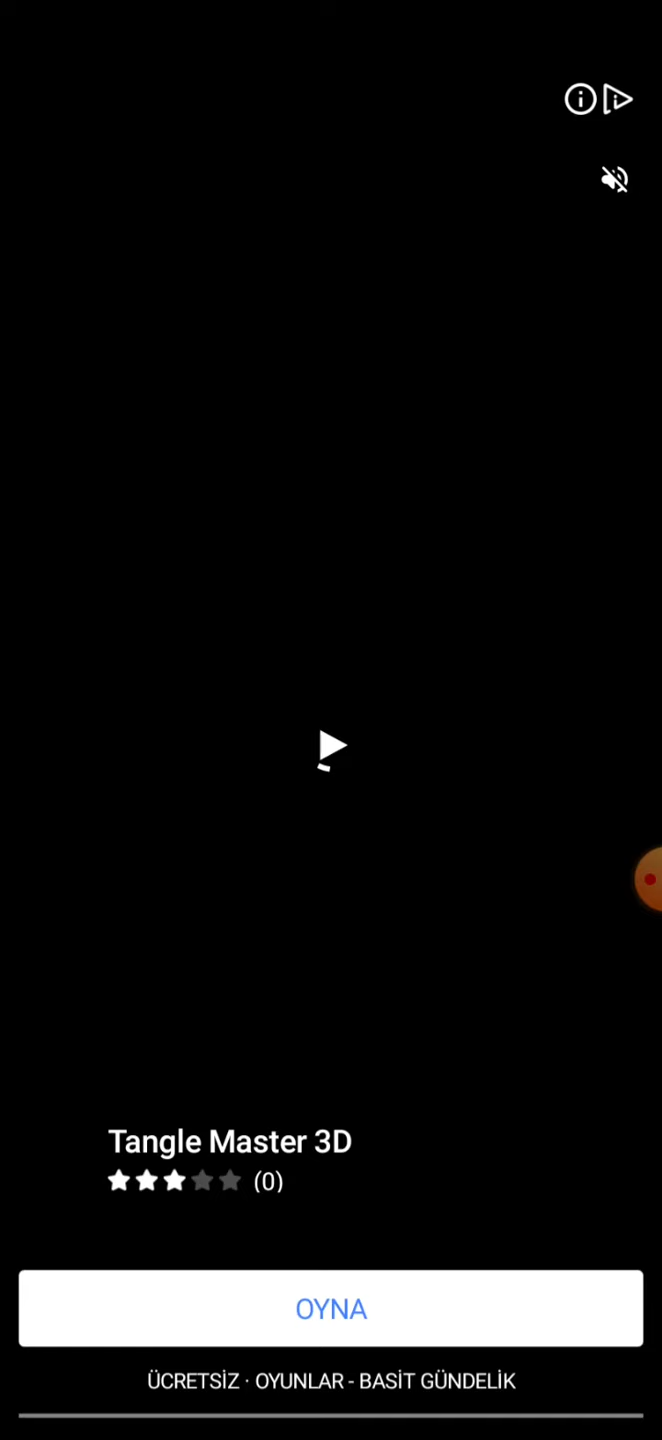 Tangle Master 3D
(0)
OYNA
ÜCRETSİZ · OYUNLAR - BASİT GÜNDELİK